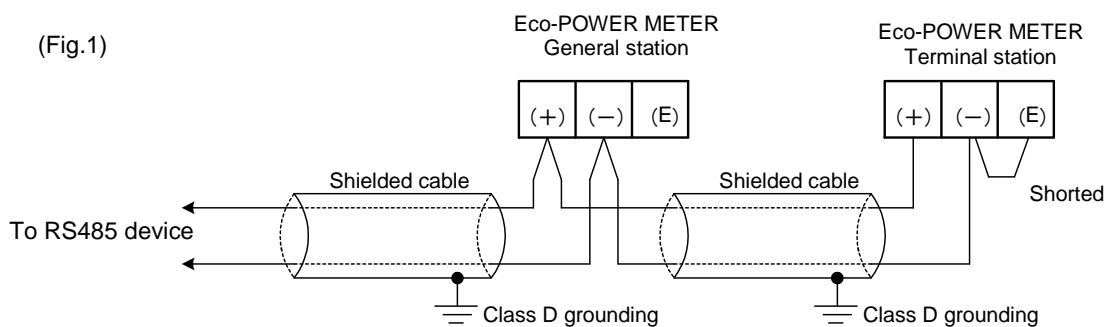 (Fig.1)
Eco-POWER METER
General station
Eco-POWER METER
Terminal station
(+) (−) (E)
(+) (−) (E)
Shielded cable
Shielded cable
Shorted
To RS485 device
Class D grounding
Class D grounding